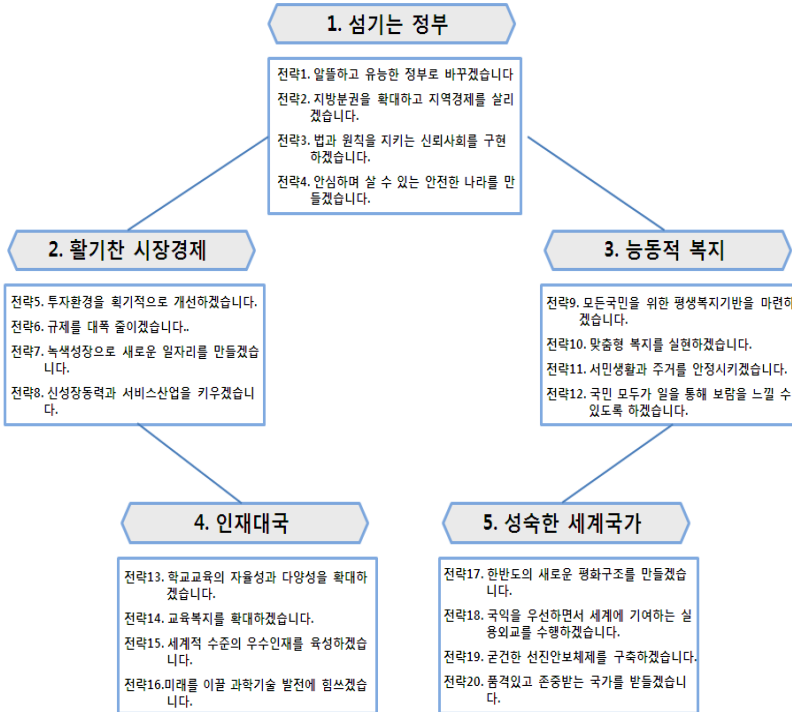 1. 섬기는 정부
전략1. 알뜰하고 유능한 정부로 바꾸겠습니다
전략2. 지방분권을 확대하고 지역경제를 살리
겠습니다.
전략3. 법과 원칙을 지키는 신뢰사회를 구현
하겠습니다.
전략4. 안심하며 살 수 있는 안전한 나라를 만
들겠습니다.
2. 활기찬 시장경제
전략5. 투자환경을 획기적으로 개선하겠습니다.
전략6. 규제를 대폭 줄이겠습니다..
전략7. 녹색성장으로 새로운 일자리를 만들겠습
니다.
전략8. 신성장동력과 서비스산업을 키우겠습니
다.
3. 능동적 복지
전략9. 모든국민을 위한 평생복지기반을 마련하
겠습니다.
전략10. 맞춤형 복지를 실현하겠습니다.
전략11. 서민생활과 주거를 안정시키겠습니다.
전략12. 국민 모두가 일을 통해 보람을 느낄 수
있도록 하겠습니다.
4. 인재대국
전략13. 학교교육의 자율성과 다양성을 확대하
겠습니다.
전략14. 교육복지를 확대하겠습니다.
전략15. 세계적 수준의 우수인재를 육성하겠습
니다.
전략16.미래를 이끌 과학기술 발전에 힘쓰겠습
니다.
5. 성숙한 세계국가
전략17. 한반도의 새로운 평화구조를 만들겠습
니다.
전략18. 국익을 우선하면서 세계에 기여하는 실
용외교를 수행하겠습니다.
전략19. 굳건한 선진안보체제를 구축하겠습니다.
전략20. 품격있고 존중받는 국가를 받들겠습니
다.